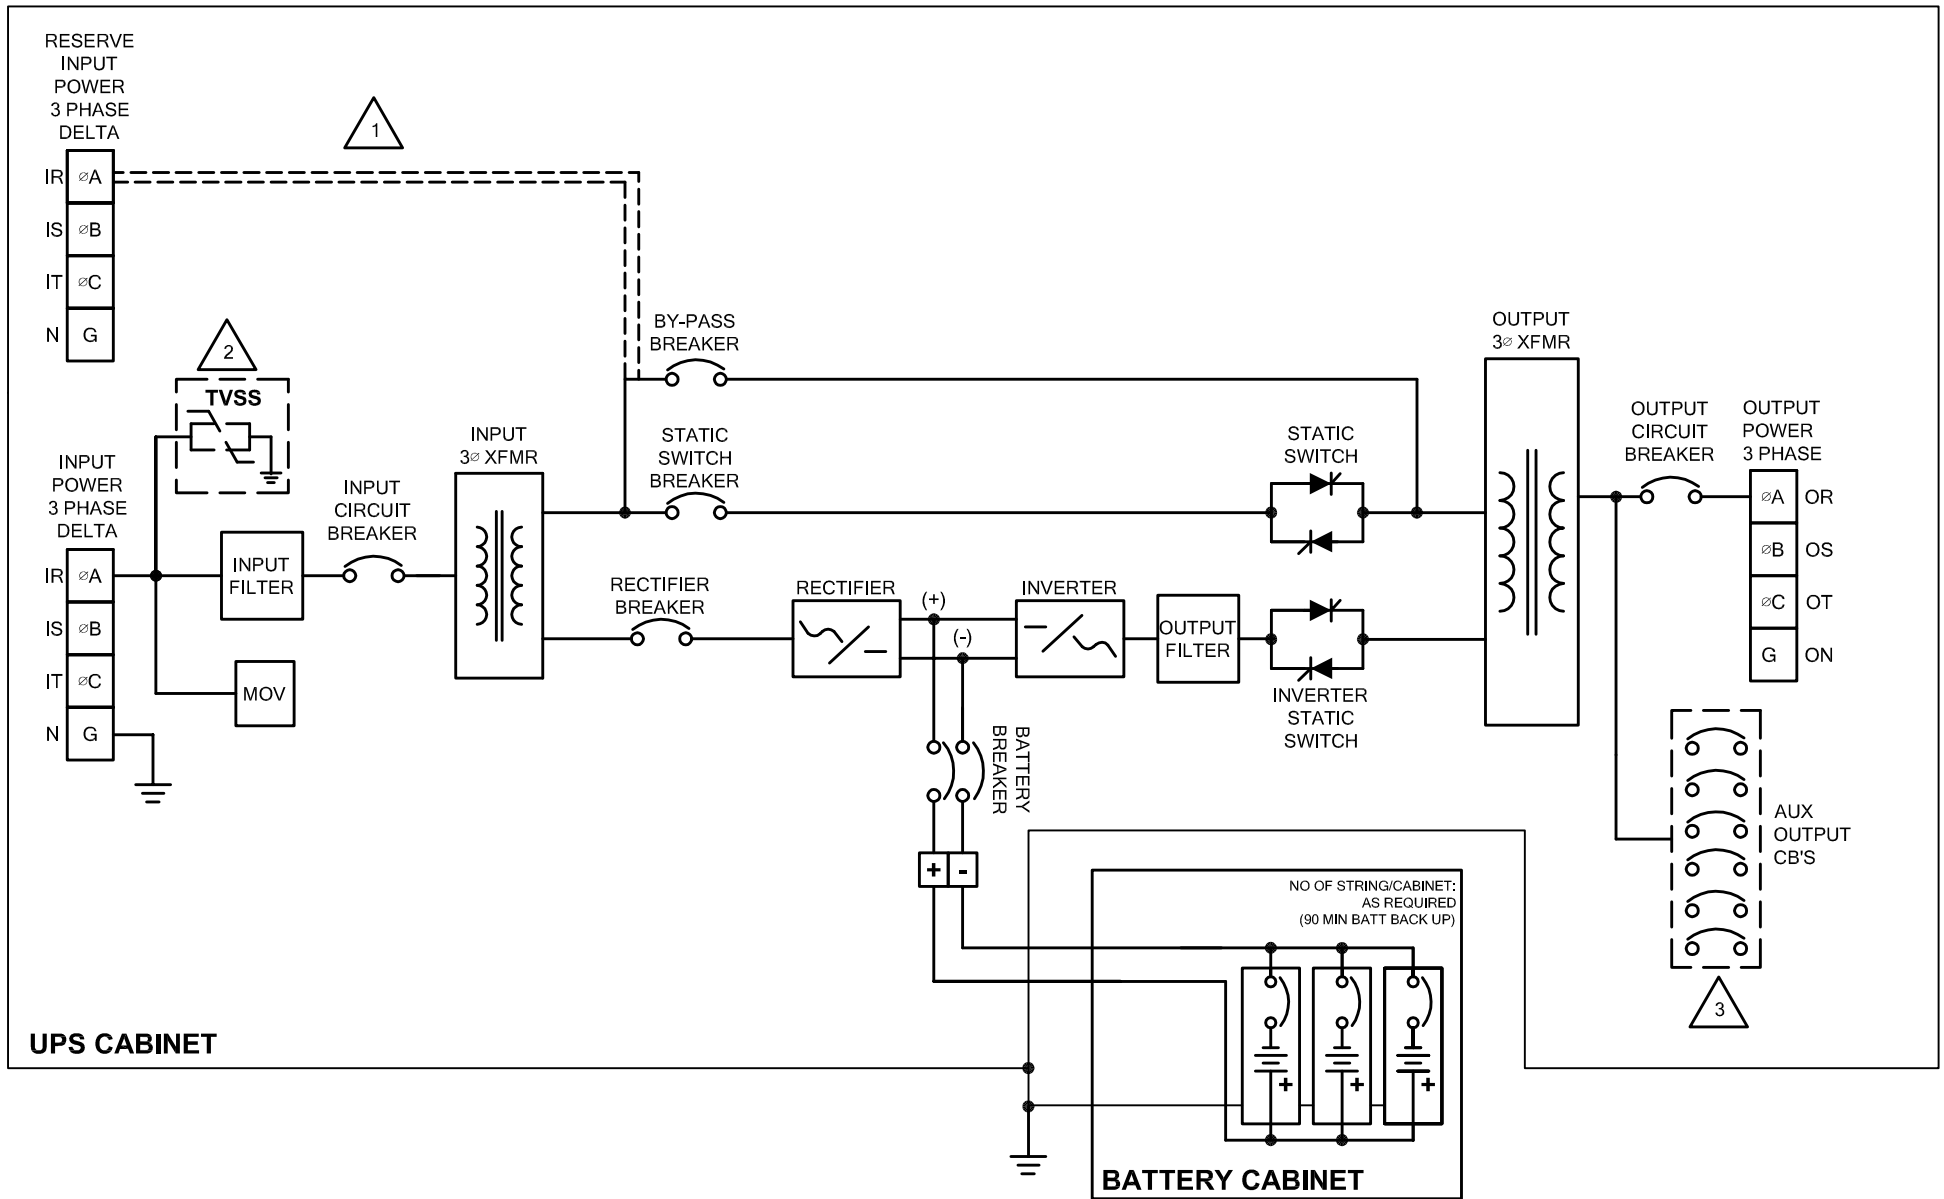 RESERVE
INPUT
POWER
3 PHASE
DELTA
1
IR ⌀A
IS ⌀B
IT ⌀C
N G
2
TVSS
BY-PASS
BREAKER
OUTPUT
3⌀ XFMR
INPUT
POWER
3 PHASE
DELTA
INPUT
CIRCUIT
BREAKER
INPUT
3⌀ XFMR
STATIC
SWITCH
BREAKER
STATIC
SWITCH
OUTPUT
CIRCUIT
BREAKER
OUTPUT
POWER
3 PHASE
⌀A OR
⌀B OS
⌀C OT
G ON
IR ⌀A
IS ⌀B
IT ⌀C
N G
INPUT
FILTER
MOV
RECTIFIER
BREAKER
RECTIFIER
(+)
(-)
INVERTER
OUTPUT
FILTER
INVERTER
STATIC
SWITCH
BATTERY
BREAKER
+ -
AUX
OUTPUT
CB'S
3
NO OF STRING/CABINET:
AS REQUIRED
(90 MIN BATT BACK UP)
+ + +
UPS CABINET
BATTERY CABINET